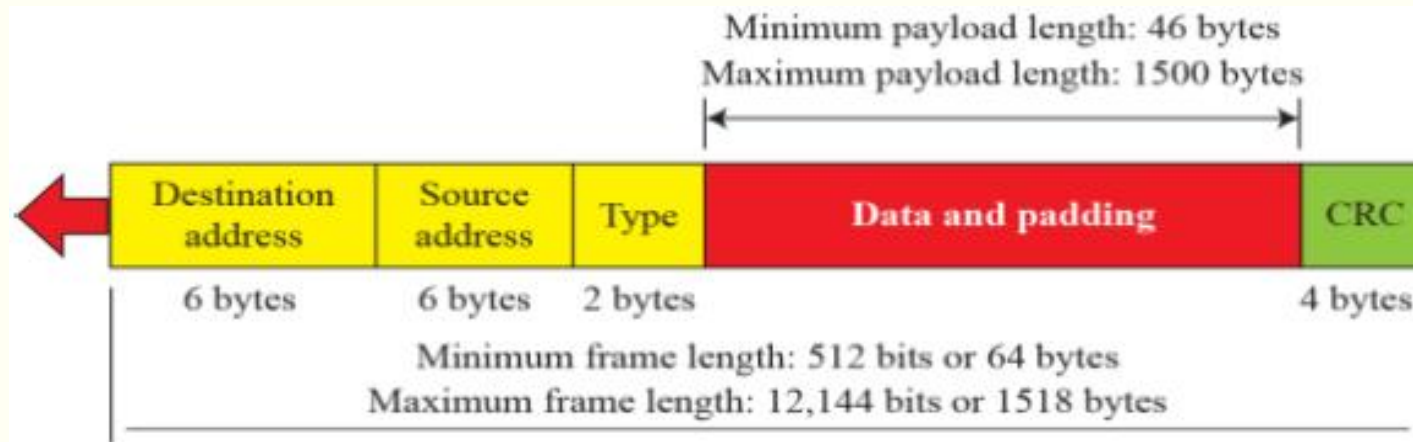 Minimum payload length: 46 bytes
Maximum payload length: 1500 bytes
Destination address
Source address
Type
Data and padding
CRC
6 bytes
6 bytes
2 bytes
4 bytes
Minimum frame length: 512 bits or 64 bytes
Maximum frame length: 12,144 bits or 1518 bytes